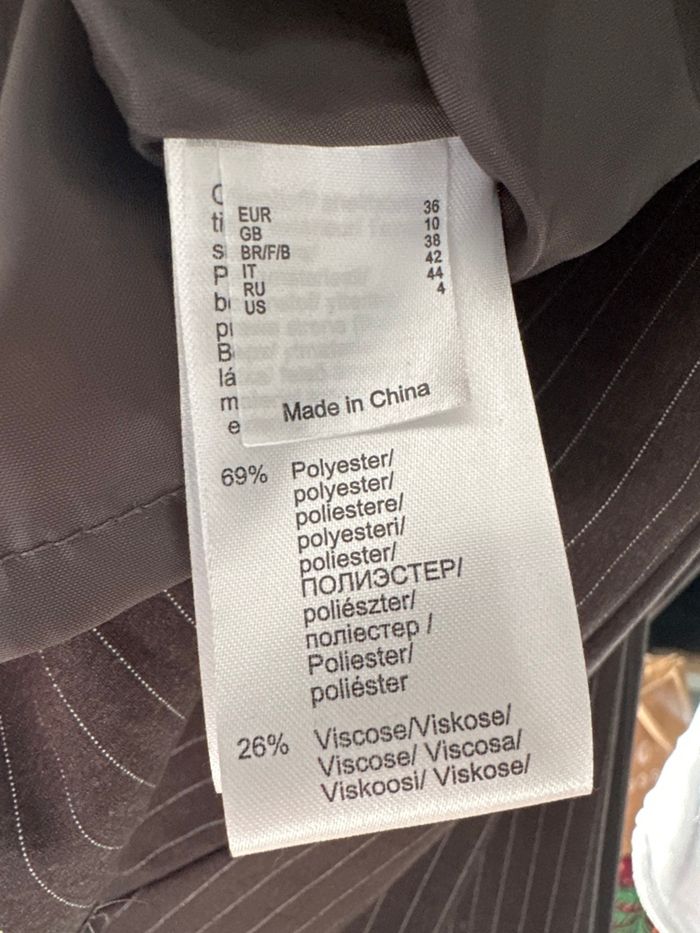 EUR 36
GB 10
BR/F/B 38
IT 42
RU 44
US 4
Made in China
69% Polyester/
polyester/
poliestere/
polyesteri/
poliester/
ПОЛИЭСТЕР/
poliészter/
поліестер /
Poliester/
poliéster
26% Viscose/Viskose/
Viscose/ Viscosa/
Viskoosi/ Viskose/